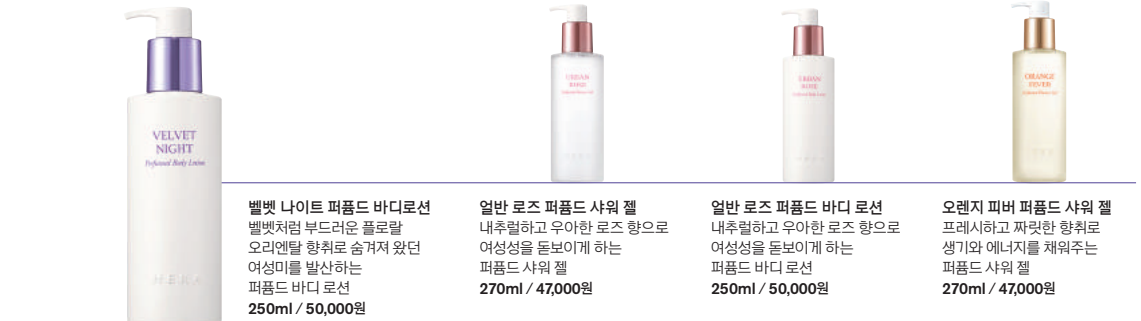 VELVET
NIGHT
Perfumed Body Lotion
MERA
벨벳 나이트 퍼퓸드 바디로션
벨벳처럼 부드러운 플로랄
오리엔탈 향취로 숨겨져 왔던
여성미를 발산하는
퍼퓸드 바디 로션
250ml / 50,000원
URBAN
ROSE
얼반 로즈 퍼퓸드 샤워 젤
내추럴하고 우아한 로즈 향으로
여성성을 돋보이게 하는
퍼퓸드 샤워 젤
270ml / 47,000원
URBAN
ROSE
얼반 로즈 퍼퓸드 바디 로션
내추럴하고 우아한 로즈 향으로
여성성을 돋보이게 하는
퍼퓸드 바디 로션
250ml / 50,000원
ORANGE
FEVER
오렌지 피버 퍼퓸드 샤워 젤
프레시하고 짜릿한 향취로
생기와 에너지를 채워주는
퍼퓸드 샤워 젤
270ml / 47,000원